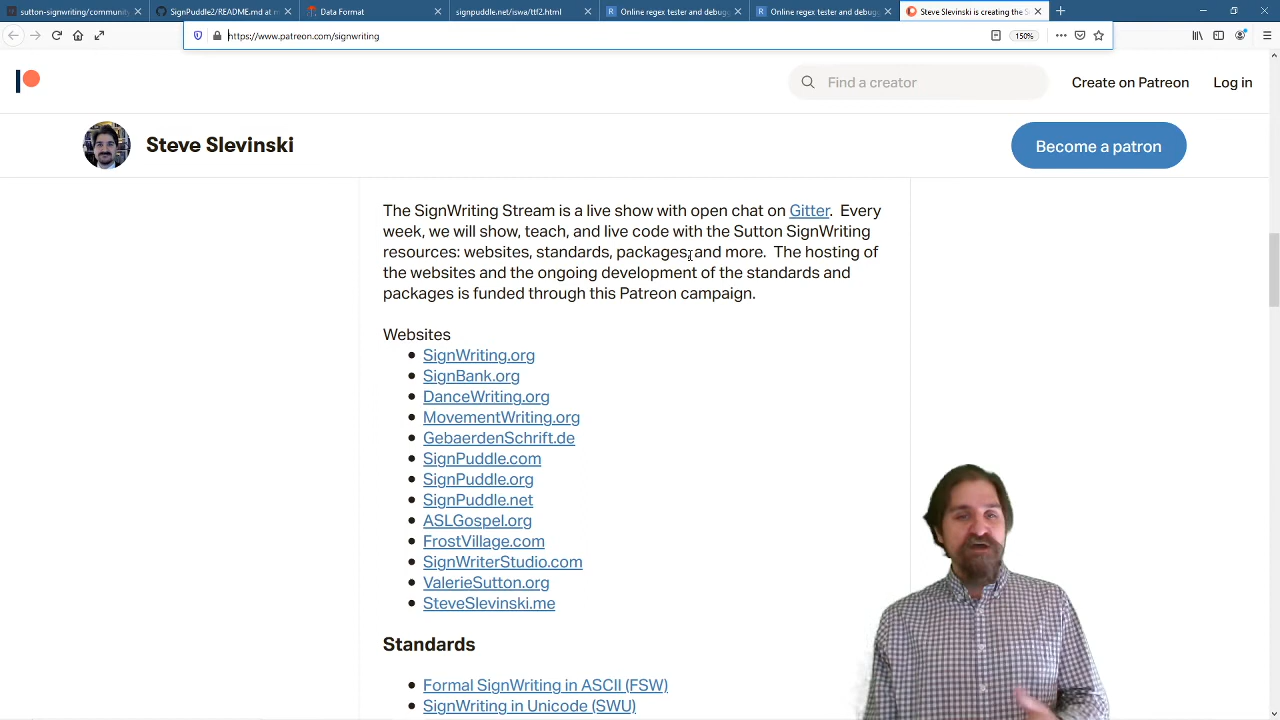 sutton-signwriting/communi
SignPuddle2/README.md at m
Data Format
signpuddle.net/iswa/ttf2.html
Online regex tester and debugg
Online regex tester and debugg
Steve Slevinski is creating the S
https://www.patreon.com/signwriting
150%
Find a creator
Create on Patreon
Log in
Steve Slevinski
Become a patron
The SignWriting Stream is a live show with open chat on Gitter. Every
week, we will show, teach, and live code with the Sutton SignWriting
resources: websites, standards, packages, and more. The hosting of
the websites and the ongoing development of the standards and
packages is funded through this Patreon campaign.
Websites
SignWriting.org
SignBank.org
DanceWriting.org
MovementWriting.org
GebaerdenSchrift.de
SignPuddle.com
SignPuddle.org
SignPuddle.net
ASLGospel.org
FrostVillage.com
SignWriterStudio.com
ValerieSutton.org
SteveSlevinski.me
Standards
Formal SignWriting in ASCII (FSW)
SignWriting in Unicode (SWU)